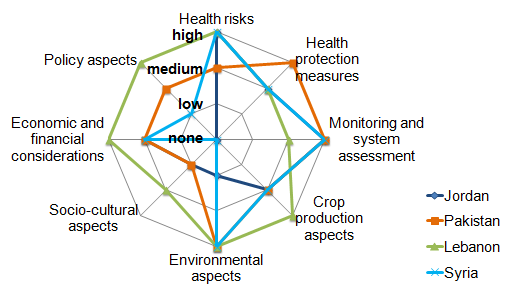 Health risks
high
Policy aspects
Health
protection
measures
medium
low
Economic and
financial
considerations
none
Monitoring and
system
assessment
Socio-cultural
aspects
Crop
production
aspects
Environmental
aspects
Jordan
Pakistan
Lebanon
Syria